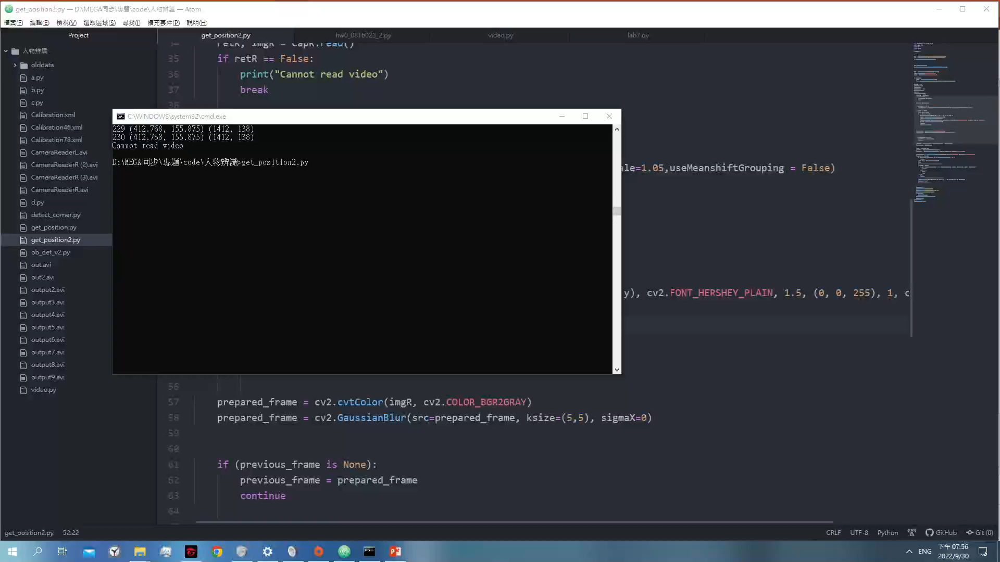 get_position2.py — D:\MEGA同步\專題\code\人物辨識 — Atom
檔案(F) 編輯(E) 檢視(V) 選取區域(S) 尋找(I) 擴充套件(P) 說明(H)
Project
get_position2.py
hw0_0816023_2.py
video.py
lab7.py
人物辨識
olddata
a.py
b.py
c.py
Calibration.xml
Calibration46.xml
Calibration78.xml
CameraReaderL.avi
CameraReaderR (2).avi
CameraReaderR (3).avi
CameraReaderR.avi
d.py
detect_corner.py
get_position.py
get_position2.py
ob_det_v2.py
out.avi
out2.avi
output2.avi
output3.avi
output4.avi
output5.avi
output6.avi
output7.avi
output8.avi
output9.avi
video.py
34 retR, imgR = CapR.read()
35 if retR == False:
36 print("Cannot read video")
37 break
38
C:\WINDOWS\system32\cmd.exe
229 (412.768, 155.875) (1412, 138)
230 (412.768, 155.875) (1412, 138)
Cannot read video
D:\MEGA同步\專題\code\人物辨識>get_position2.py
ale=1.05,useMeanshiftGrouping = False)
y), cv2.FONT_HERSHEY_PLAIN, 1.5, (0, 0, 255), 1, c
56
57 prepared_frame = cv2.cvtColor(imgR, cv2.COLOR_BGR2GRAY)
58 prepared_frame = cv2.GaussianBlur(src=prepared_frame, ksize=(5,5), sigmaX=0)
59
60
61 if (previous_frame is None):
62 previous_frame = prepared_frame
63 continue
64
get_position2.py 52:22
CRLF UTF-8 Python GitHub Git (0)
ENG
下午 07:56
2022/9/30